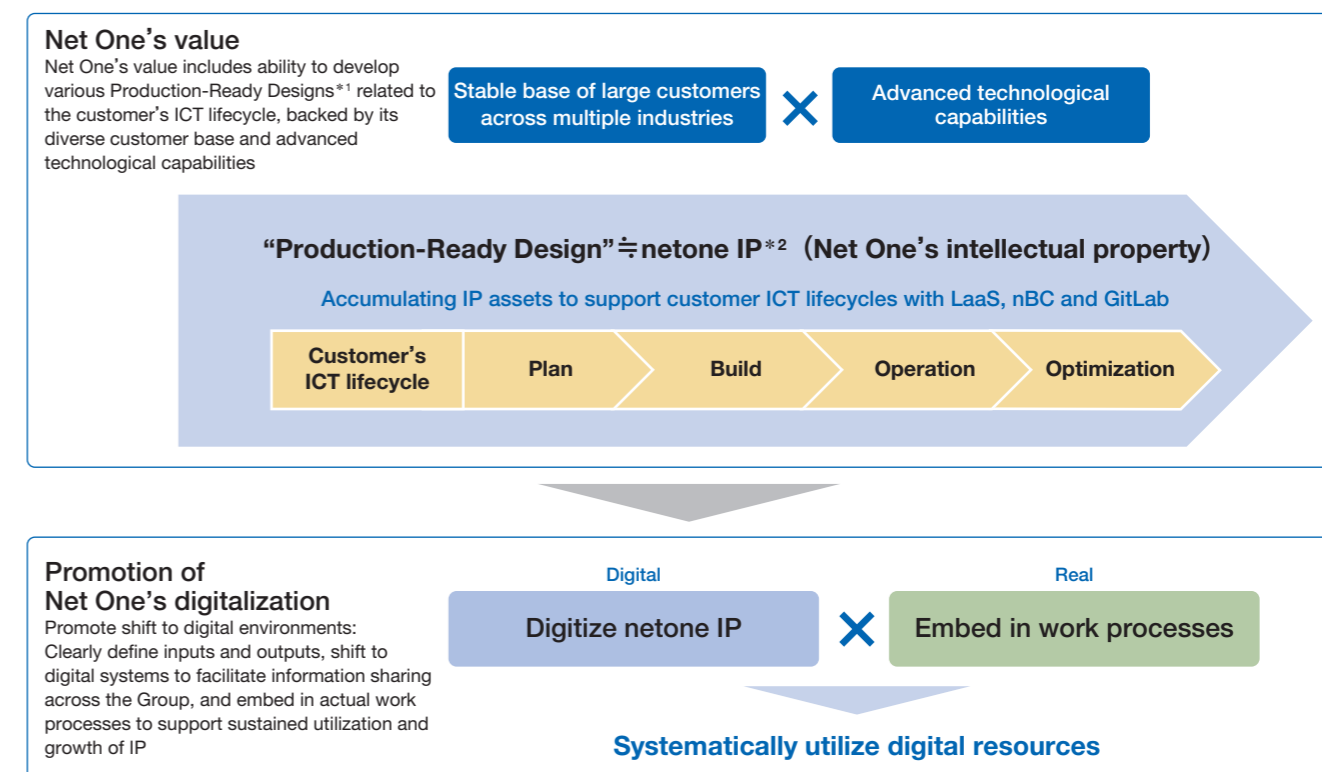 Net One’s value
Net One’s value includes ability to develop
various Production-Ready Designs*1 related to
the customer’s ICT lifecycle, backed by its
diverse customer base and advanced
technological capabilities
Stable base of large customers
across multiple industries
×
Advanced technological
capabilities
“Production-Ready Design”≒netone IP*2（Net One’s intellectual property）
Accumulating IP assets to support customer ICT lifecycles with LaaS, nBC and GitLab
Customer’s
ICT lifecycle
Plan
Build
Operation
Optimization
Promotion of
Net One’s digitalization
Promote shift to digital environments:
Clearly define inputs and outputs, shift to
digital systems to facilitate information sharing
across the Group, and embed in actual work
processes to support sustained utilization and
growth of IP
Digital
Digitize netone IP
×
Real
Embed in work processes
Systematically utilize digital resources